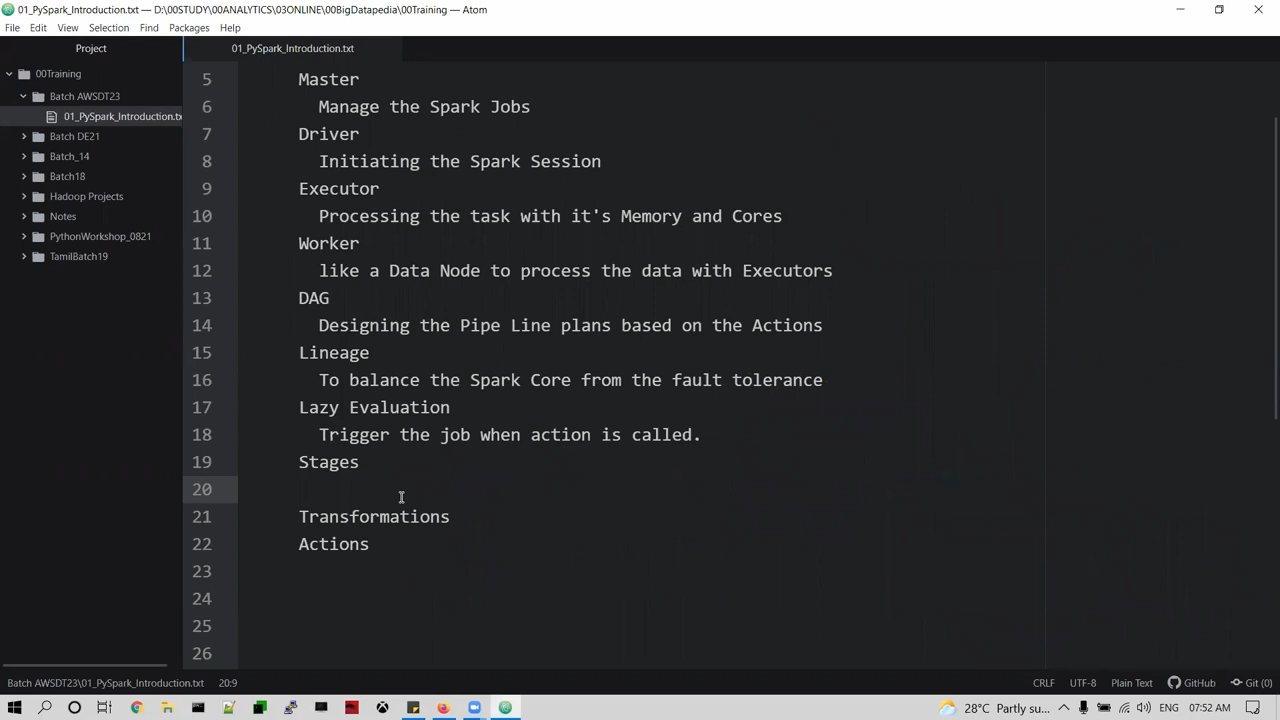 01_PySpark_Introduction.txt — D:\00STUDY\00ANALYTICS\03ONLINE\00BigDatapedia\00Training — Atom
File Edit View Selection Find Packages Help
Project
01_PySpark_Introduction.txt
00Training
Batch AWSDT23
01_PySpark_Introduction.tx
Batch DE21
Batch_14
Batch18
Hadoop Projects
Notes
PythonWorkshop_0821
TamilBatch19
5 Master
6 Manage the Spark Jobs
7 Driver
8 Initiating the Spark Session
9 Executor
10 Processing the task with it's Memory and Cores
11 Worker
12 like a Data Node to process the data with Executors
13 DAG
14 Designing the Pipe Line plans based on the Actions
15 Lineage
16 To balance the Spark Core from the fault tolerance
17 Lazy Evaluation
18 Trigger the job when action is called.
19 Stages
20
21 Transformations
22 Actions
23
24
25
26
Batch AWSDT23\01_PySpark_Introduction.txt 20:9 CRLF UTF-8 Plain Text GitHub Git (0)
28°C Partly su... ENG 07:52 AM